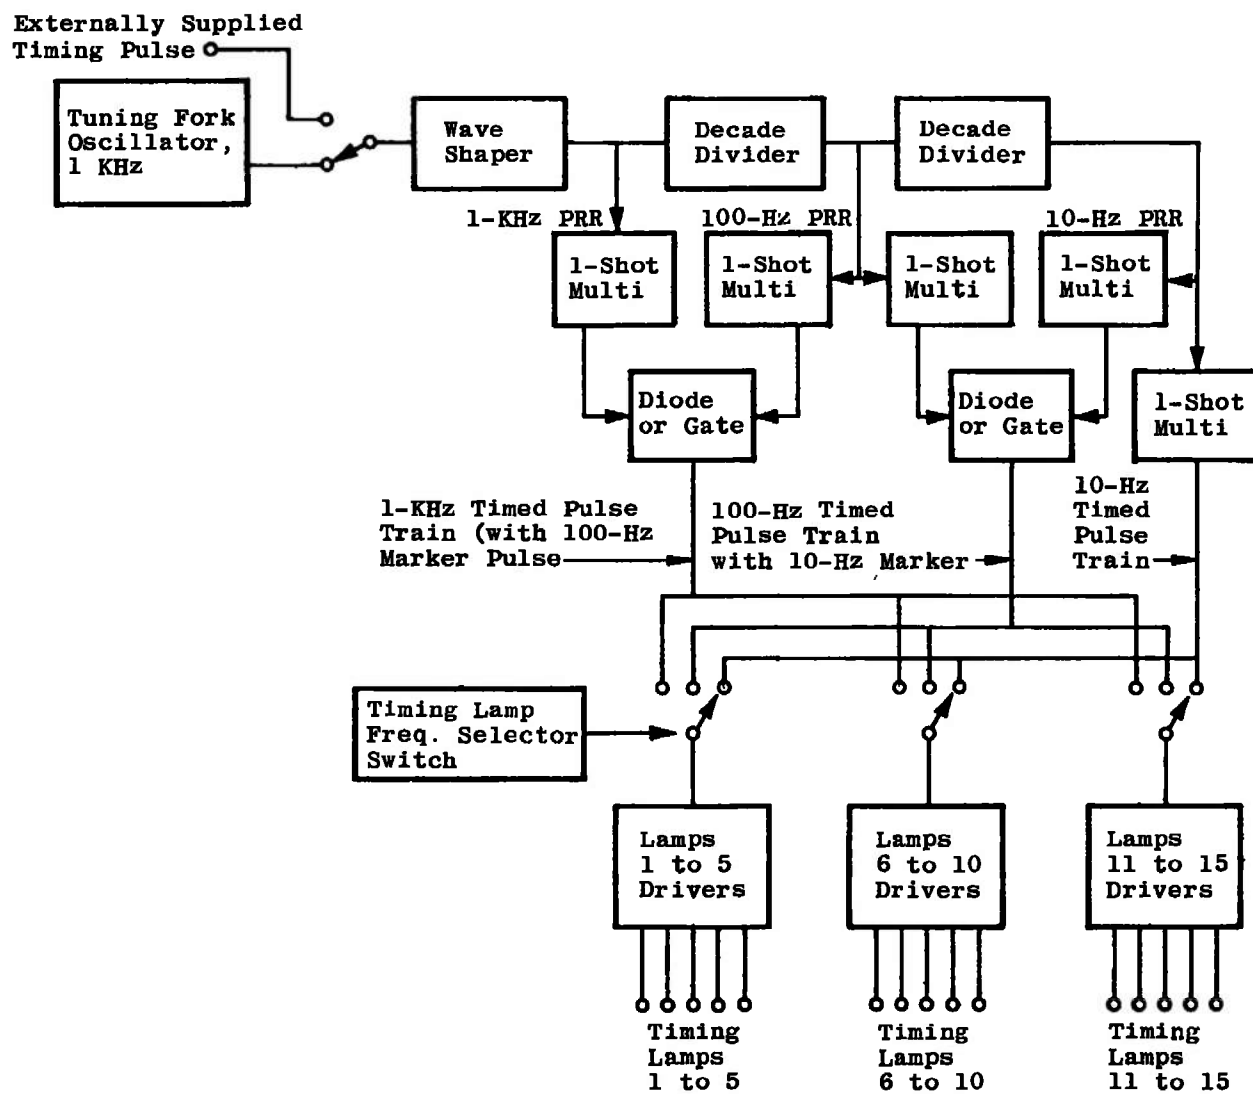 Externally Supplied
Timing Pulse
Tuning Fork
Oscillator,
1 KHz
Wave
Shaper
Decade
Divider
Decade
Divider
1-KHz PRR
100-Hz PRR
10-Hz PRR
1-Shot
Multi
1-Shot
Multi
1-Shot
Multi
1-Shot
Multi
Diode
or Gate
Diode
or Gate
1-Shot
Multi
1-KHz Timed Pulse
Train (with 100-Hz
Marker Pulse
100-Hz Timed
Pulse Train
with 10-Hz Marker
10-Hz
Timed
Pulse
Train
Timing Lamp
Freq. Selector
Switch
Lamps
1 to 5
Drivers
Lamps
6 to 10
Drivers
Lamps
11 to 15
Drivers
Timing
Lamps
1 to 5
Timing
Lamps
6 to 10
Timing
Lamps
11 to 15